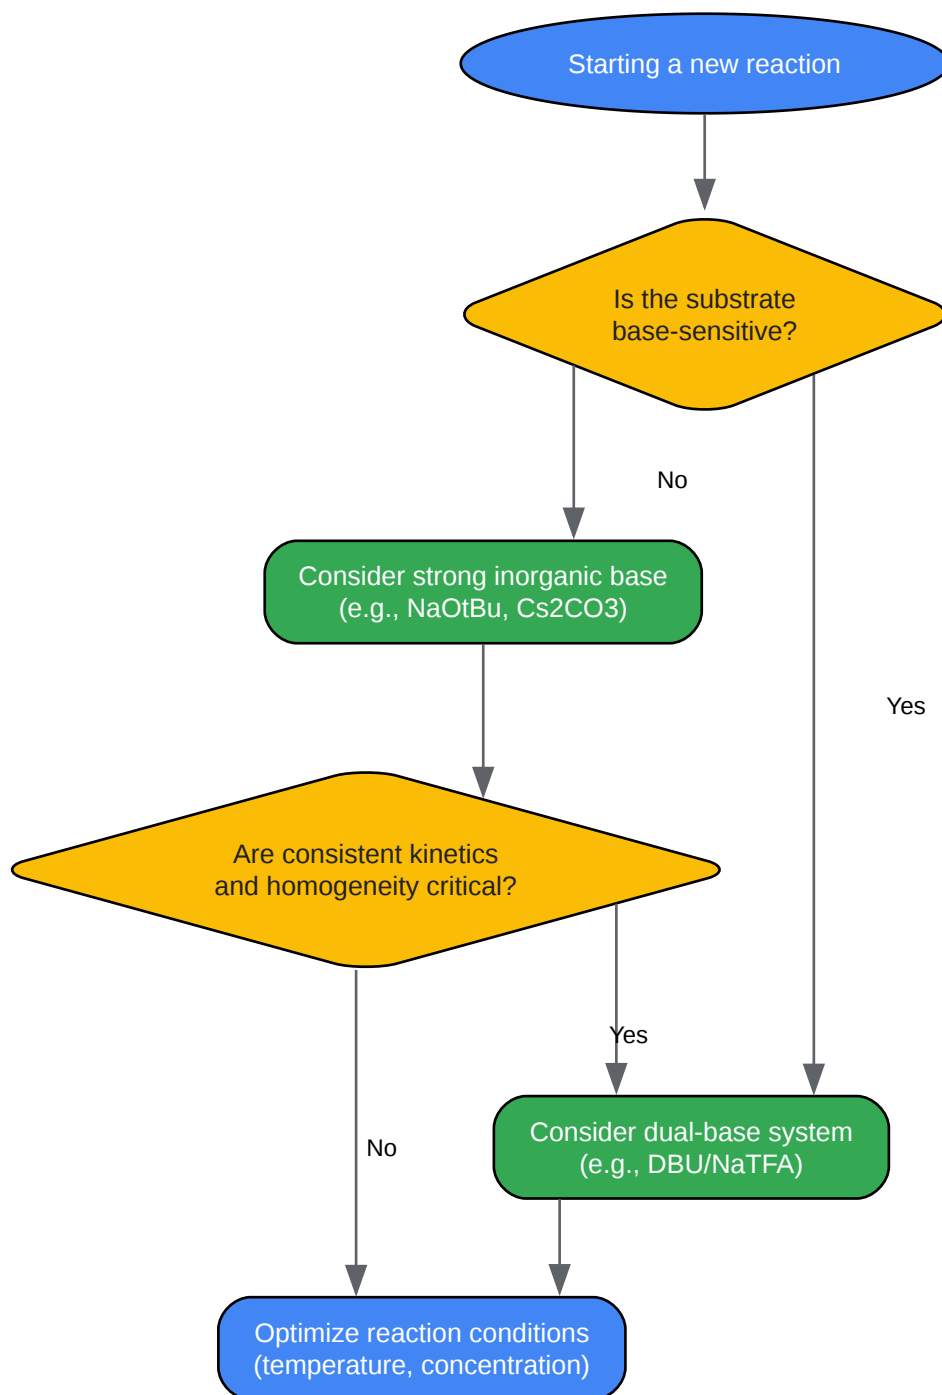 Starting a new reaction
Is the substrate
base-sensitive?
No
Consider strong inorganic base
(e.g., NaOtBu, Cs2CO3)
Yes
Are consistent kinetics
and homogeneity critical?
Yes
Consider dual-base system
(e.g., DBU/NaTFA)
No
Optimize reaction conditions
(temperature, concentration)